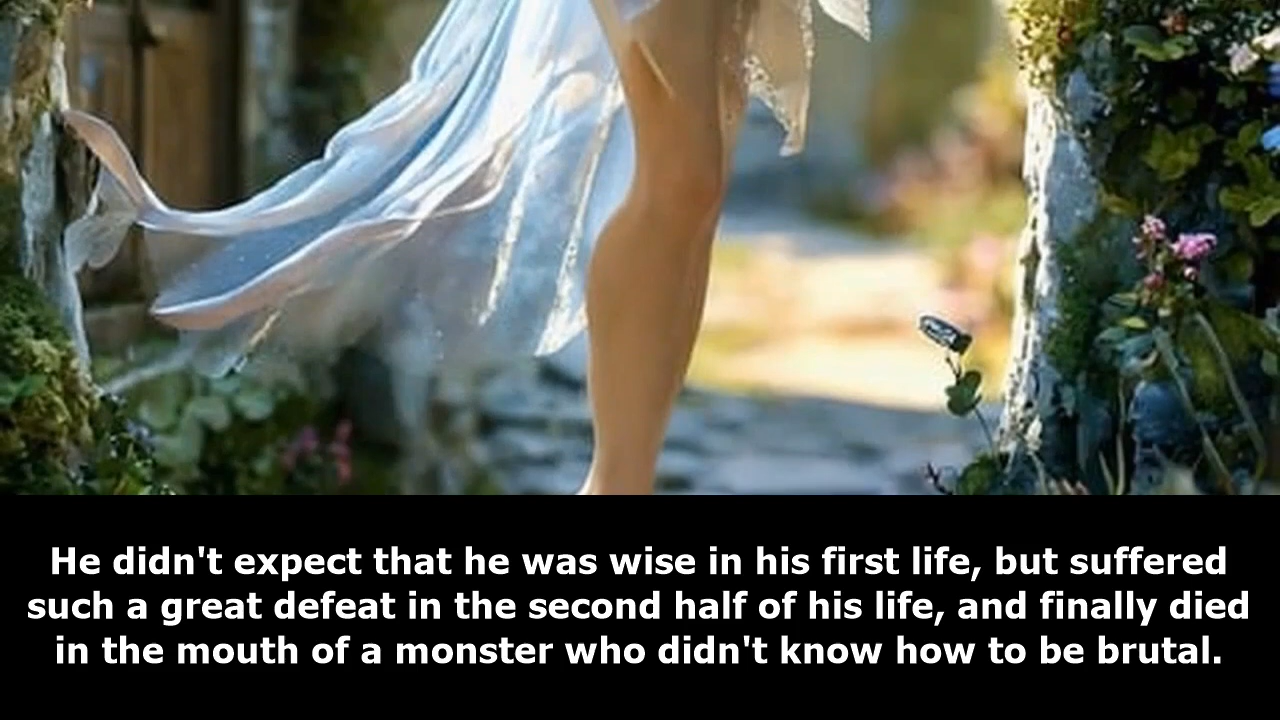 He didn't expect that he was wise in his first life, but suffered
such a great defeat in the second half of his life, and finally died
in the mouth of a monster who didn't know how to be brutal.